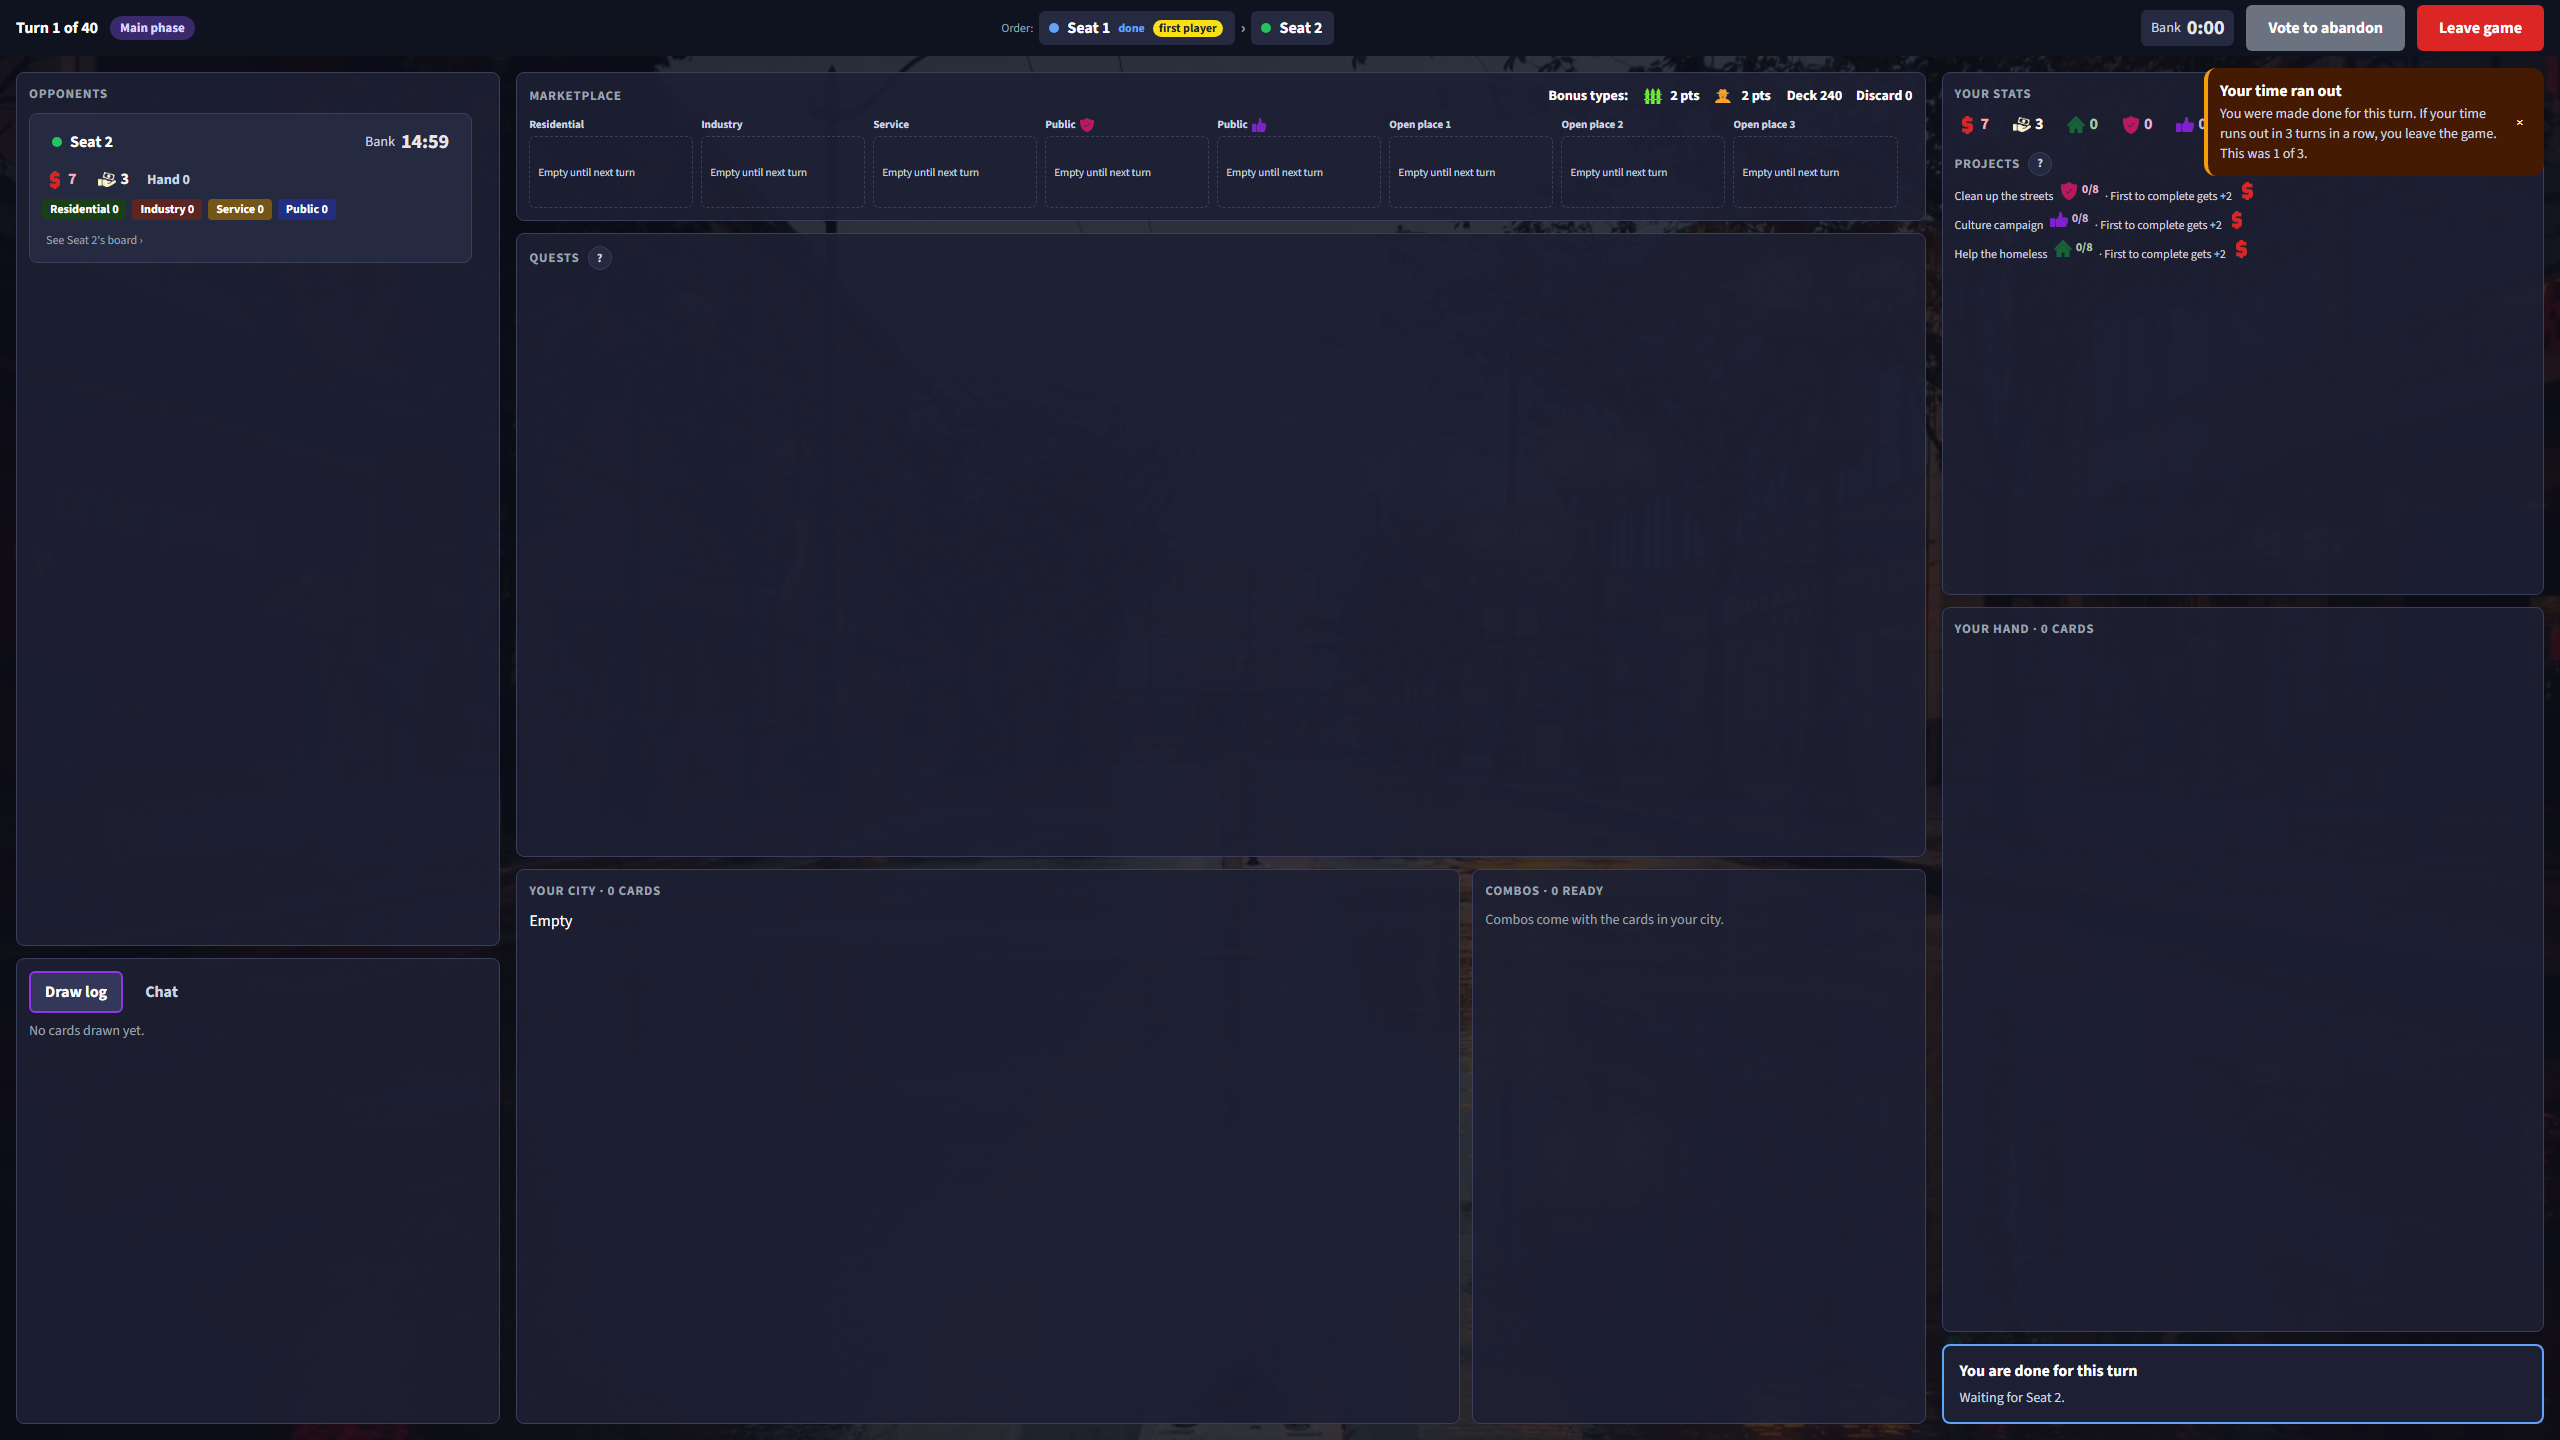 Turn 1 of 40 Main phase Order: Seat 1 done first player › Seat 2 Bank 0:00 Vote to abandon Leave game
OPPONENTS
Seat 2 Bank 14:59
7 3 Hand 0
Residential 0 Industry 0 Service 0 Public 0
See Seat 2's board ›
Draw log Chat
No cards drawn yet.
MARKETPLACE Bonus types: 2 pts 2 pts Deck 240 Discard 0
Residential Industry Service Public Public Open place 1 Open place 2 Open place 3
Empty until next turn Empty until next turn Empty until next turn Empty until next turn Empty until next turn Empty until next turn Empty until next turn Empty until next turn
QUESTS ?
YOUR CITY · 0 CARDS
Empty
COMBOS · 0 READY
Combos come with the cards in your city.
YOUR STATS
$ 7 3 0 0 0
PROJECTS ?
Clean up the streets 0/8 · First to complete gets +2 $
Culture campaign 0/8 · First to complete gets +2 $
Help the homeless 0/8 · First to complete gets +2 $
Your time ran out
You were made done for this turn. If your time
runs out in 3 turns in a row, you leave the game.
This was 1 of 3.
×
YOUR HAND · 0 CARDS
You are done for this turn
Waiting for Seat 2.